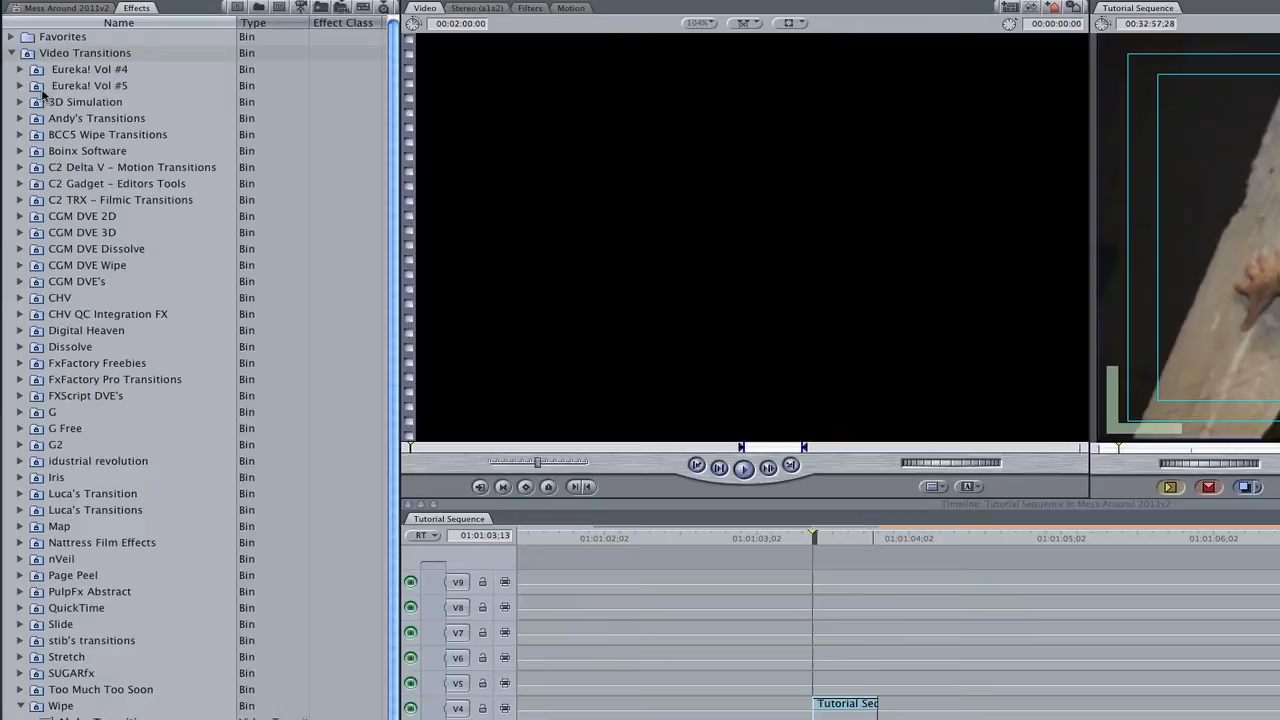 Mess Around 2011v2 Effects
Name Type Effect Class
Favorites Bin
Video Transitions Bin
Eureka! Vol #4 Bin
Eureka! Vol #5 Bin
3D Simulation Bin
Andy's Transitions Bin
BCC5 Wipe Transitions Bin
Boinx Software Bin
C2 Delta V – Motion Transitions Bin
C2 Gadget – Editors Tools Bin
C2 TRX – Filmic Transitions Bin
CGM DVE 2D Bin
CGM DVE 3D Bin
CGM DVE Dissolve Bin
CGM DVE Wipe Bin
CGM DVE's Bin
CHV Bin
CHV QC Integration FX Bin
Digital Heaven Bin
Dissolve Bin
FxFactory Freebies Bin
FxFactory Pro Transitions Bin
FXScript DVE's Bin
G Bin
G Free Bin
G2 Bin
idustrial revolution Bin
Iris Bin
Luca's Transition Bin
Luca's Transitions Bin
Map Bin
Nattress Film Effects Bin
nVeil Bin
Page Peel Bin
PulpFx Abstract Bin
QuickTime Bin
Slide Bin
stib's transitions Bin
Stretch Bin
SUGARfx Bin
Too Much Too Soon Bin
Wipe Bin
Video Stereo (a1a2) Filters Motion
00:02:00;00 104% 00:00:00;00
Tutorial Sequence
00:32:57;28
Timeline: Tutorial Sequence in Mess Around 2011v2
Tutorial Sequence
RT 01:01:03;13 01:01:02;02 01:01:03;02 01:01:04;02 01:01:05;02 01:01:06;02
V9
V8
V7
V6
V5
V4 Tutorial Sec